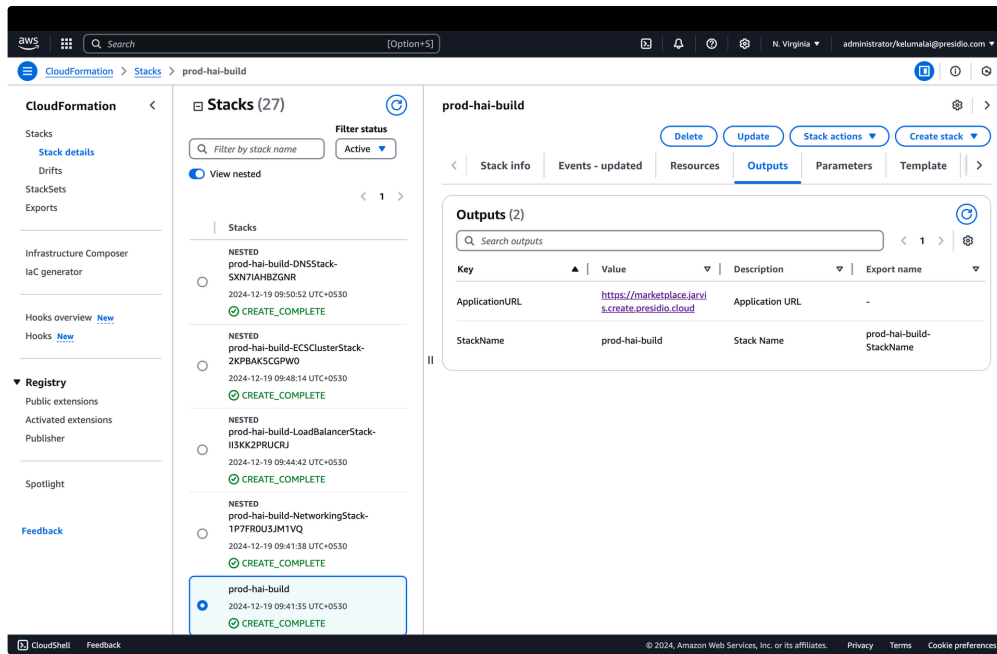 aws
Search [Option+S]
N. Virginia ▼
administrator/kelumalai@presidio.com ▼
CloudFormation > Stacks > prod-hai-build
CloudFormation
Stacks
Stack details
Drifts
StackSets
Exports
Infrastructure Composer
IaC generator
Hooks overview New
Hooks New
▼ Registry
Public extensions
Activated extensions
Publisher
Spotlight
Feedback
Stacks (27)
Filter status
Filter by stack name
Active ▼
View nested
< 1 >
Stacks
NESTED
prod-hai-build-DNSStack-
SXN7IAHBZGNR
2024-12-19 09:50:52 UTC+0530
CREATE_COMPLETE
NESTED
prod-hai-build-ECSClusterStack-
2KPBAK5CGPW0
2024-12-19 09:48:14 UTC+0530
CREATE_COMPLETE
NESTED
prod-hai-build-LoadBalancerStack-
II3KK2PRUCRJ
2024-12-19 09:44:42 UTC+0530
CREATE_COMPLETE
NESTED
prod-hai-build-NetworkingStack-
1P7FR0U3JM1VQ
2024-12-19 09:41:38 UTC+0530
CREATE_COMPLETE
prod-hai-build
2024-12-19 09:41:35 UTC+0530
CREATE_COMPLETE
prod-hai-build
Delete
Update
Stack actions ▼
Create stack ▼
Stack info
Events - updated
Resources
Outputs
Parameters
Template
Outputs (2)
Search outputs
< 1 >
Key
Value
Description
Export name
ApplicationURL
https://marketplace.jarvi
s.create.presidio.cloud
Application URL
-
StackName
prod-hai-build
Stack Name
prod-hai-build-
StackName
CloudShell
Feedback
© 2024, Amazon Web Services, Inc. or its affiliates.
Privacy
Terms
Cookie preferences